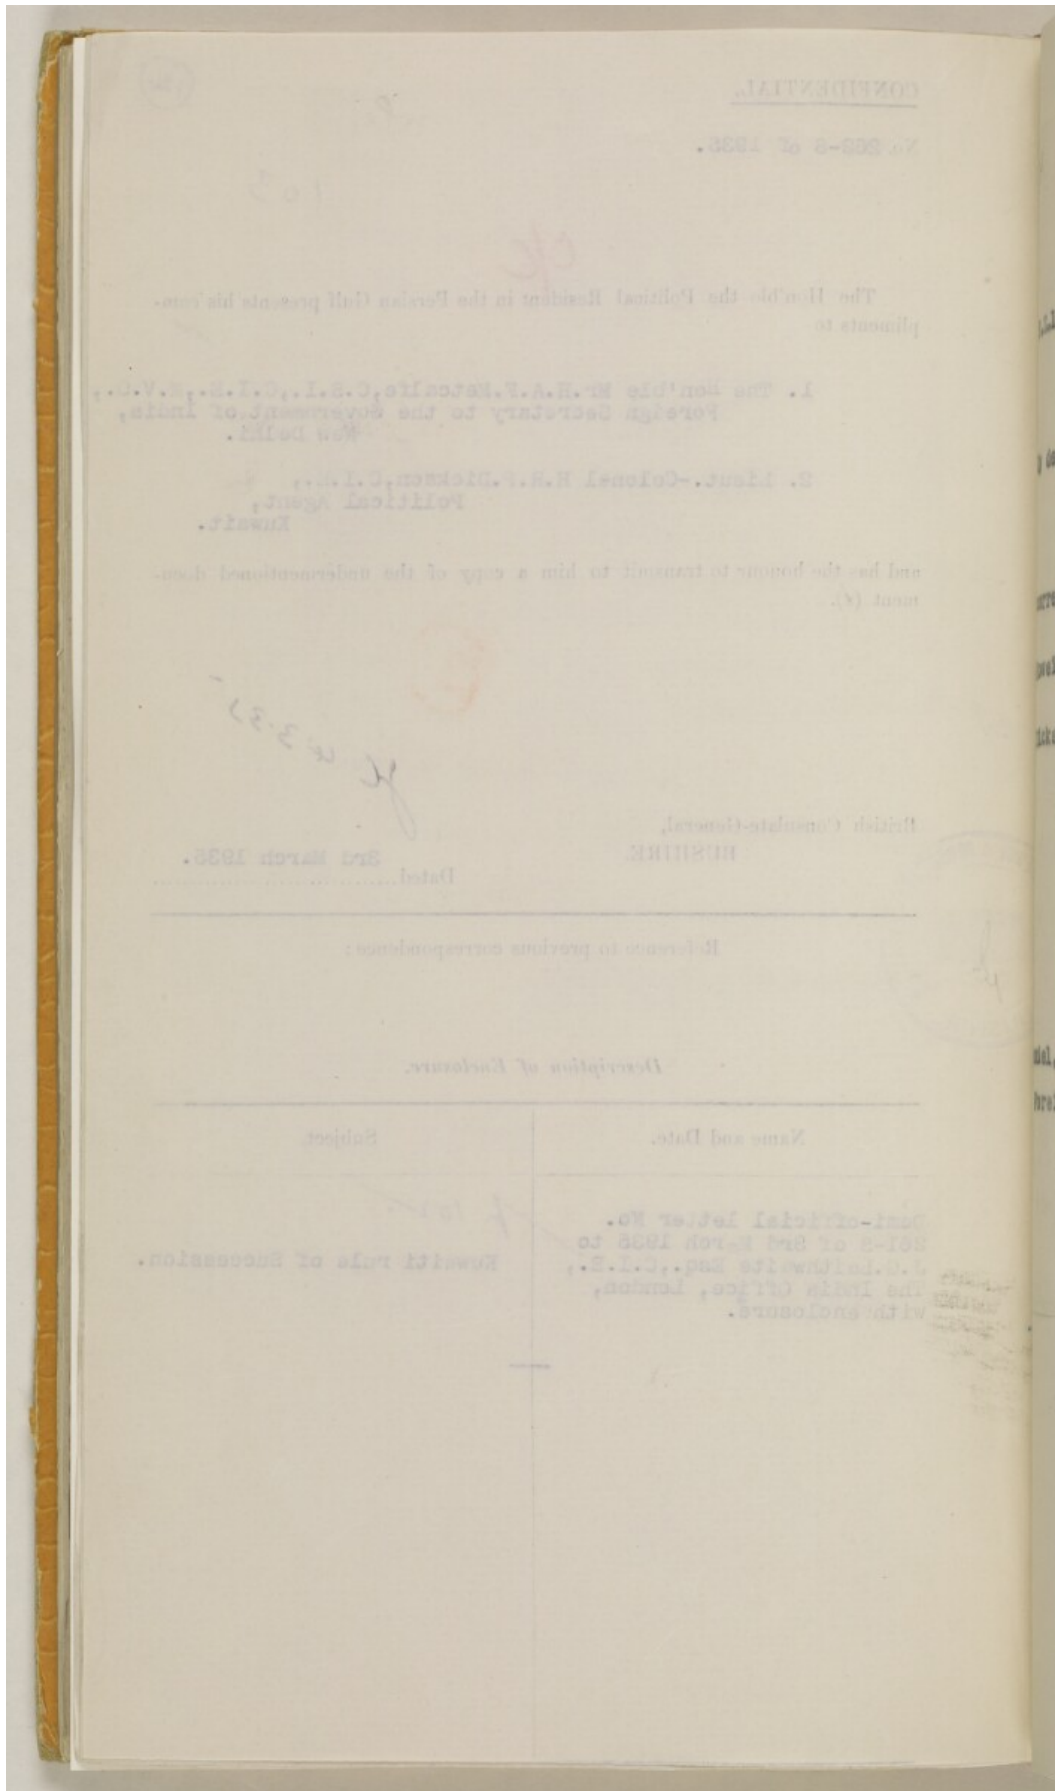 CONFIDENTIAL.
No. 262-S of 1935.
The Hon'ble the Political Resident in the Persian Gulf presents his com-
pliments to
1. The Hon'ble Mr.H.A.F.Metcalfe,C.S.I.,C.I.E.,M.V.O.,
Foreign Secretary to the Government of India,
New Delhi.
2. Lieut.-Colonel H.R.P.Dickson,C.I.E.,
Political Agent,
Kuwait.
and has the honour to transmit to him a copy of the undermentioned docu-
ment (s).
British Consulate-General,
BUSHIRE.
Dated
3rd March 1935.
Reference to previous correspondence:
Description of Enclosure.
Name and Date.
Subject.
Demi-official letter No.
261-S of 3rd March 1935 to
J.G.Laithwaite Esq.,C.I.E.,
The India Office, London,
with enclosure.
Kuwaiti rule of Succession.